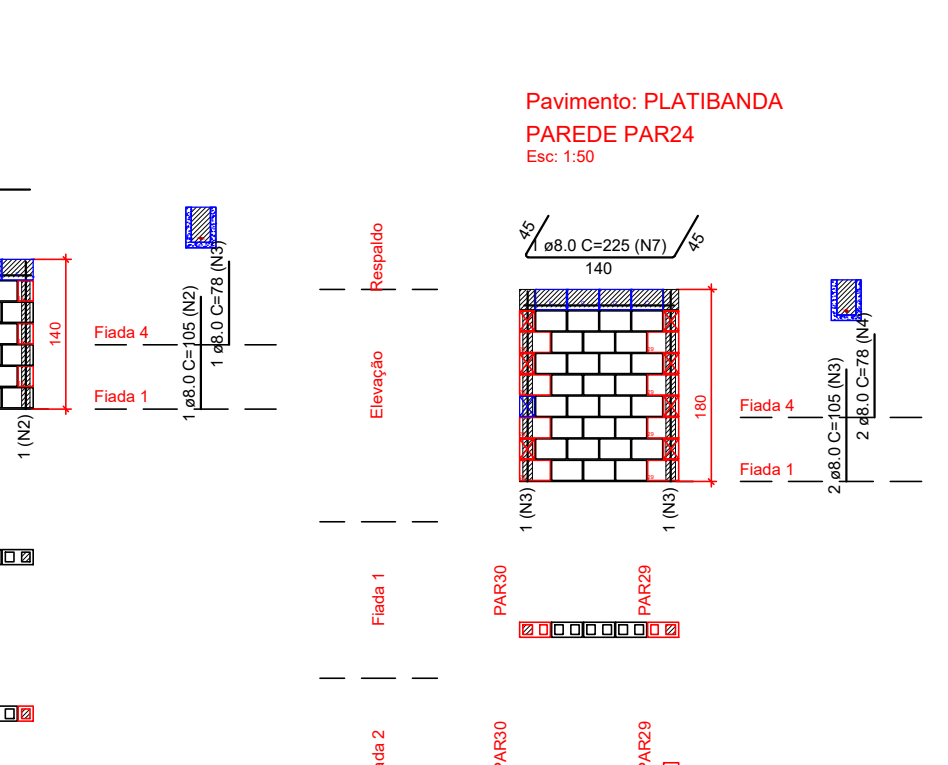 Pavimento: PLATIBANDA
PAREDE PAR24
Esc: 1:50
140
Fiada 4
Fiada 1
1 (N2)
1 ø8.0 C=105 (N2)
1 ø8.0 C=78 (N3)
Respaldo
Elevação
Fiada 1
ada 2
45
1 ø8.0 C=225 (N7)
45
140
180
1 (N3)
1 (N3)
Fiada 4
Fiada 1
2 ø8.0 C=105 (N3)
2 ø8.0 C=78 (N4)
PAR30
PAR29
PAR30
PAR29